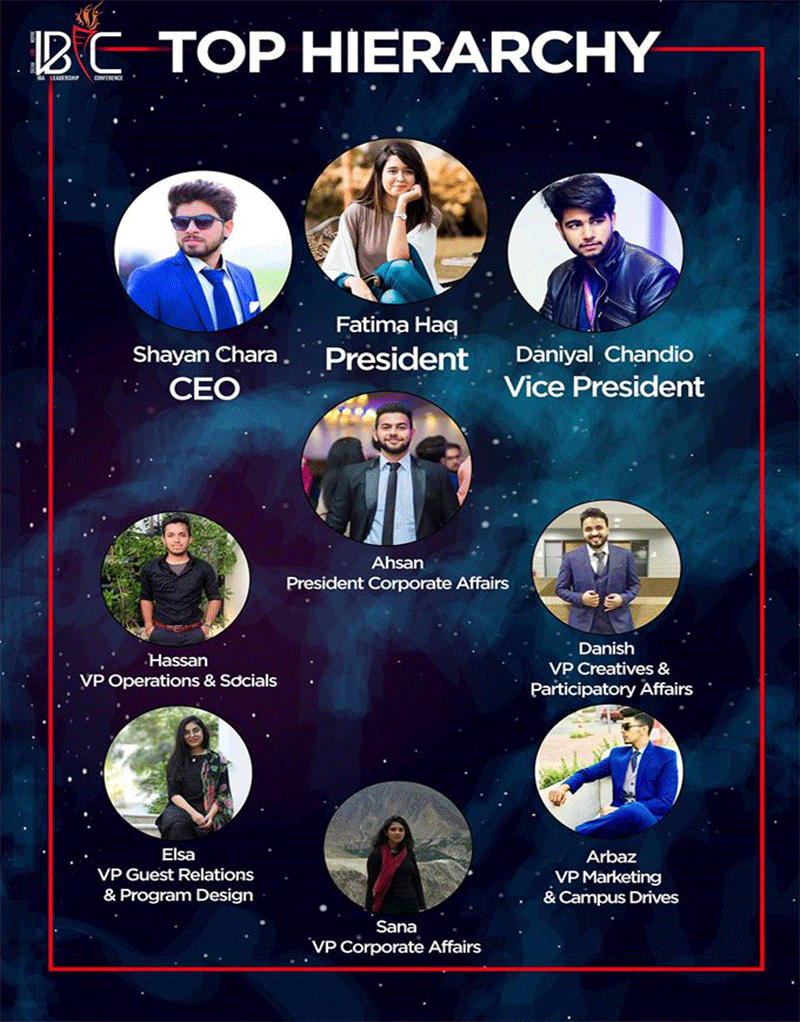 TOP HIERARCHY
IBA LEADERSHIP CONFERENCE
Fatima Haq
President
Shayan Chara
CEO
Daniyal Chandio
Vice President
Ahsan
President Corporate Affairs
Hassan
VP Operations & Socials
Danish
VP Creatives &
Participatory Affairs
Elsa
VP Guest Relations
& Program Design
Arbaz
VP Marketing
& Campus Drives
Sana
VP Corporate Affairs